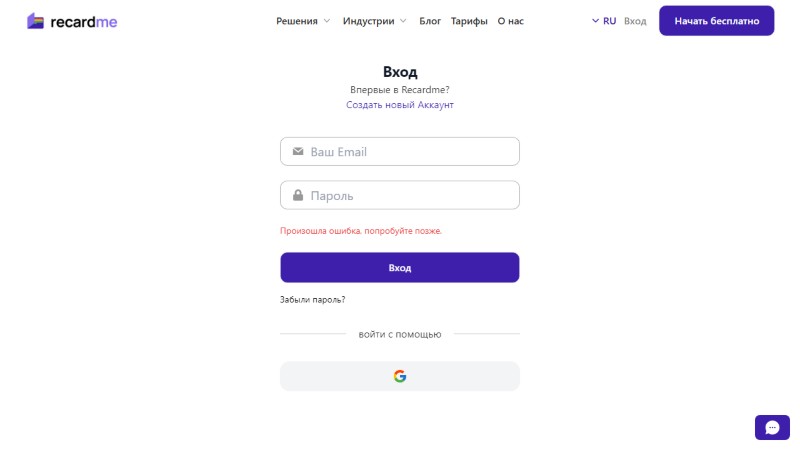 recardme
Решения Индустрии Блог Тарифы О нас
RU Вход Начать бесплатно
Вход
Впервые в Recardme?
Создать новый Аккаунт
Ваш Email
Пароль
Произошла ошибка, попробуйте позже.
Вход
Забыли пароль?
войти с помощью